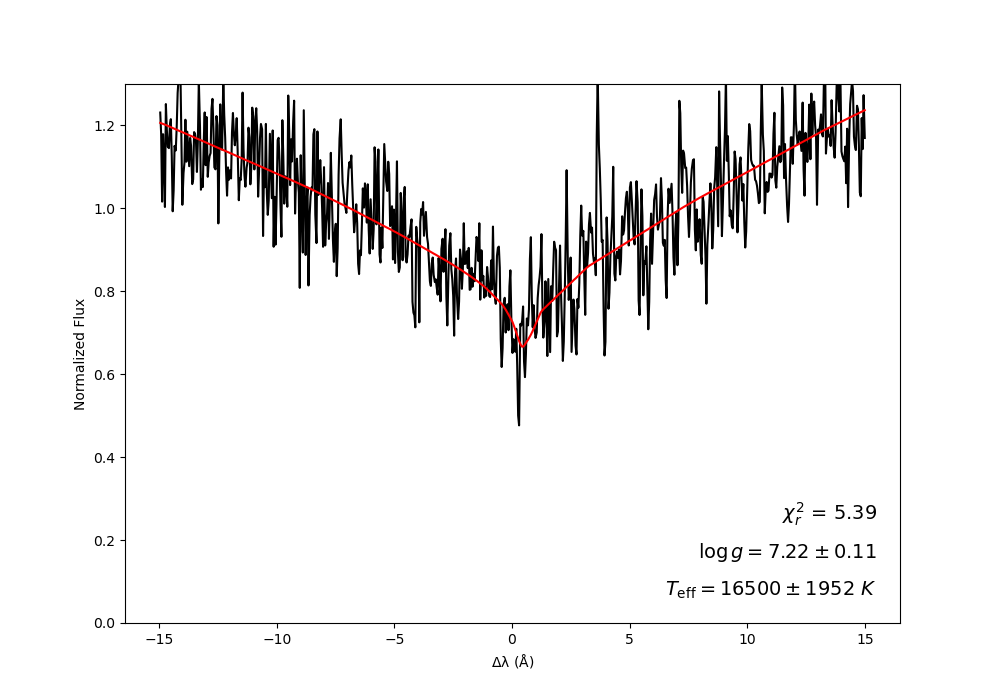 1.2
1.0
0.8
0.6
0.4
0.2
0.0
Normalized Flux
χ²ᵣ = 5.39
log g = 7.22 ± 0.11
T_eff = 16500 ± 1952 K
−15 −10 −5 0 5 10 15
Δλ (Å)